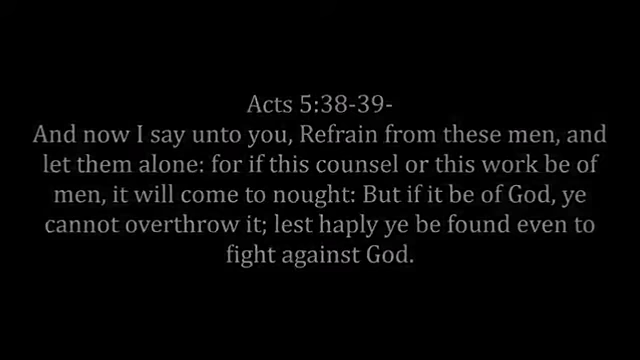 Acts 5:38-39-
And now I say unto you, Refrain from these men, and
let them alone: for if this counsel or this work be of
men, it will come to nought: But if it be of God, ye
cannot overthrow it; lest haply ye be found even to
fight against God.